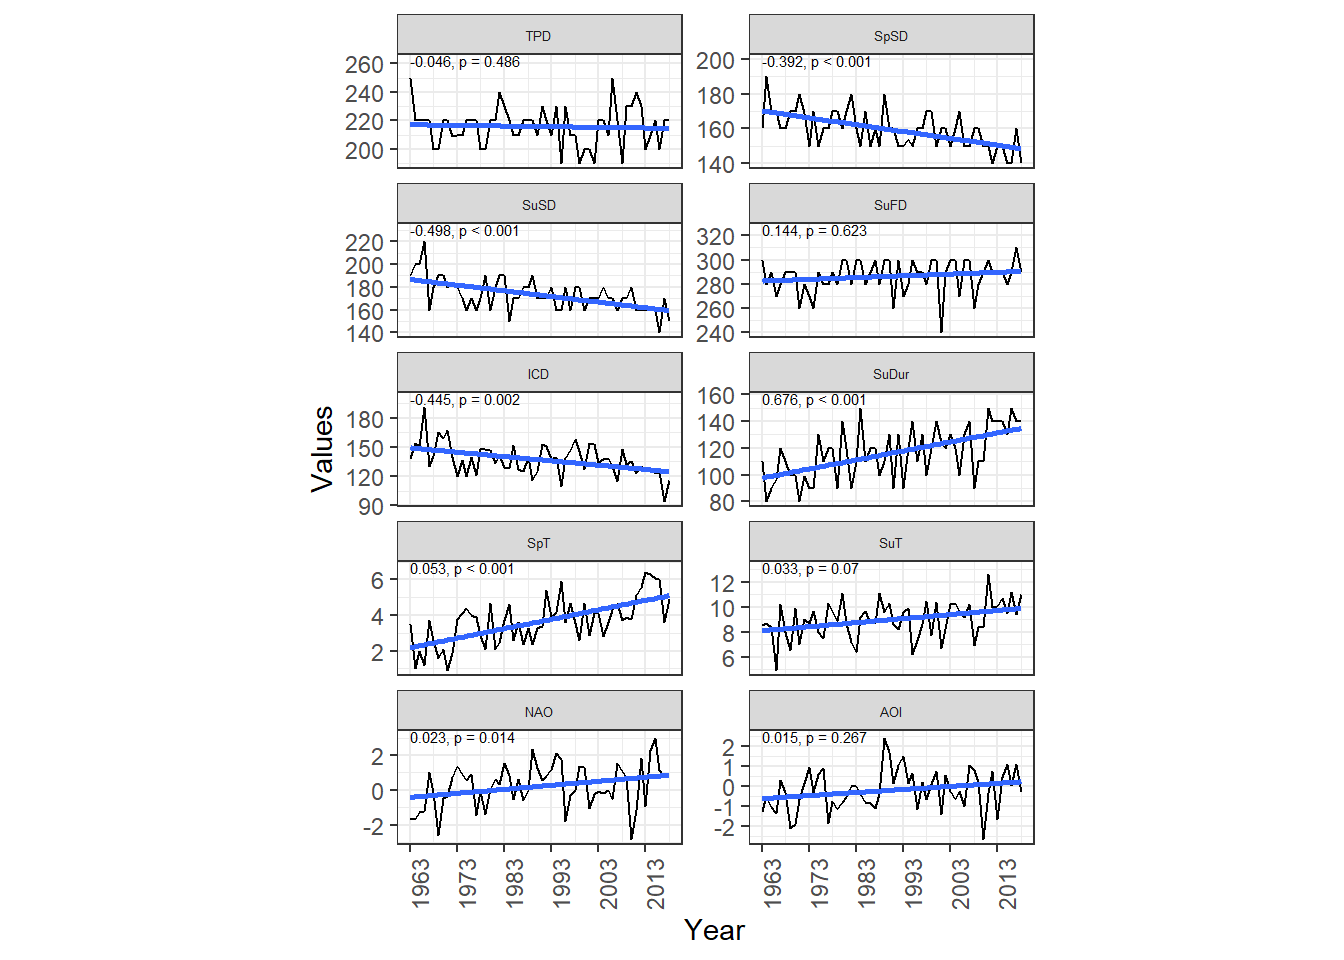 TPD
SpSD
-0.046, p = 0.486
-0.392, p < 0.001
260
240
220
200
200
180
160
140
SuSD
SuFD
-0.498, p < 0.001
0.144, p = 0.623
220
200
180
160
140
320
300
280
260
240
ICD
SuDur
-0.445, p = 0.002
0.676, p < 0.001
180
150
120
90
160
140
120
100
80
SpT
SuT
0.053, p < 0.001
0.033, p = 0.07
6
4
2
12
10
8
6
NAO
AOI
0.023, p = 0.014
0.015, p = 0.267
2
0
-2
2
1
0
-1
-2
1963
1973
1983
1993
2003
2013
1963
1973
1983
1993
2003
2013
Values
Year